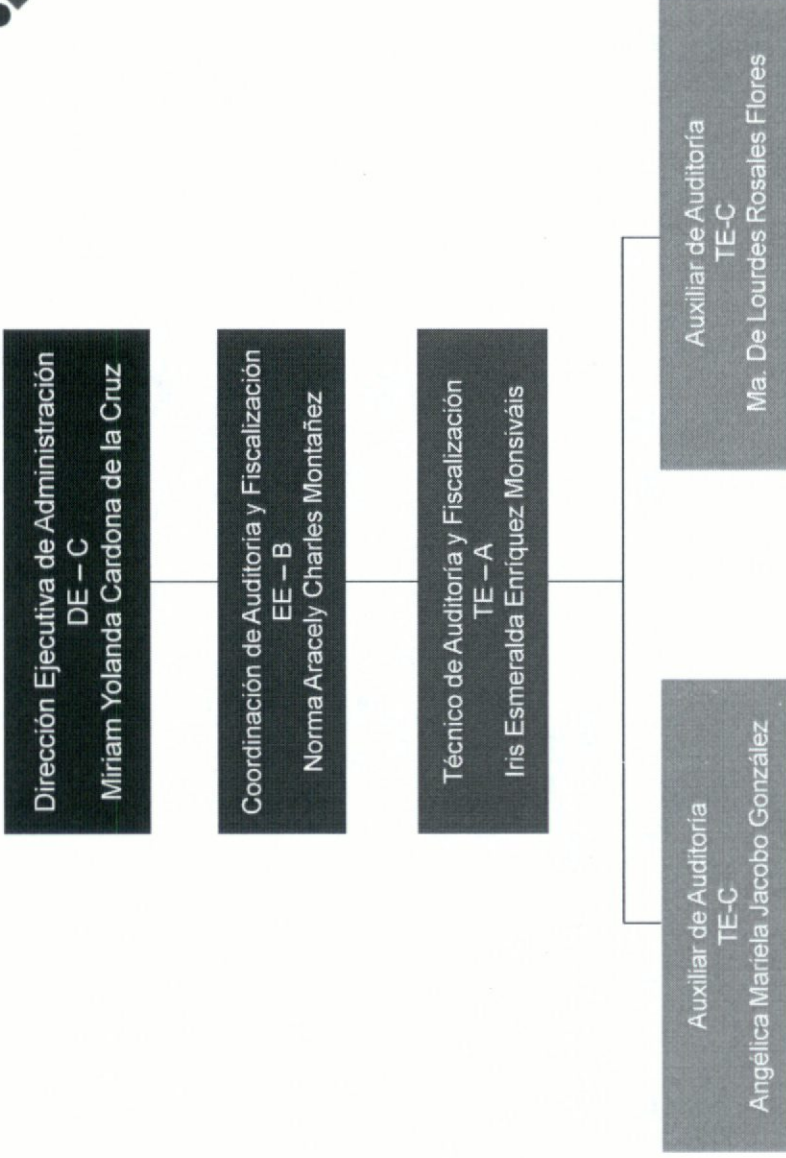 Dirección Ejecutiva de Administración
DE – C
Míriam Yolanda Cardona de la Cruz
Coordinación de Auditoría y Fiscalización
EE – B
Norma Aracely Charles Montañez
Técnico de Auditoría y Fiscalización
TE – A
Iris Esmeralda Enríquez Monsiváis
Auxiliar de Auditoría
TE-C
Angélica Mariela Jacobo González
Auxiliar de Auditoría
TE-C
Ma. De Lourdes Rosales Flores